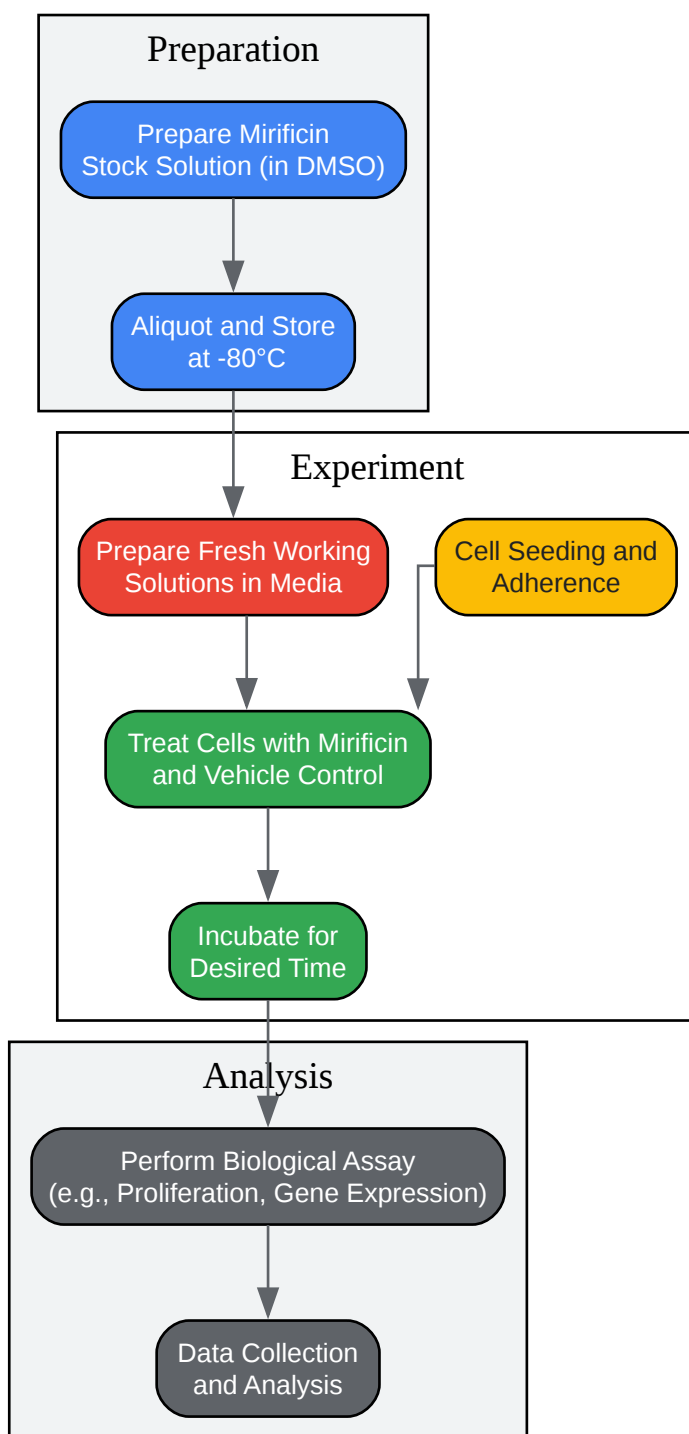 Preparation
Prepare Mirificin
Stock Solution (in DMSO)
Aliquot and Store
at -80°C
Experiment
Prepare Fresh Working
Solutions in Media
Cell Seeding and
Adherence
Treat Cells with Mirificin
and Vehicle Control
Incubate for
Desired Time
Analysis
Perform Biological Assay
(e.g., Proliferation, Gene Expression)
Data Collection
and Analysis